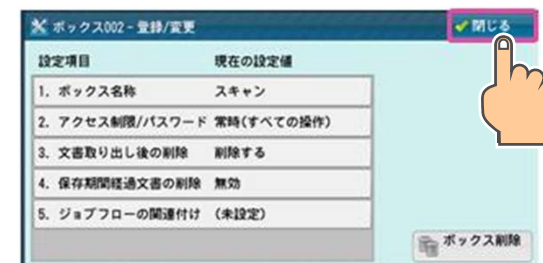 ボックス002-登録/変更
閉じる
設定項目 現在の設定値
1. ボックス名称 スキャン
2. アクセス制限/パスワード 常時(すべての操作)
3. 文書取り出し後の削除 削除する
4. 保存期間経過文書の削除 無効
5. ジョブフローの関連付け (未設定)
ボックス削除